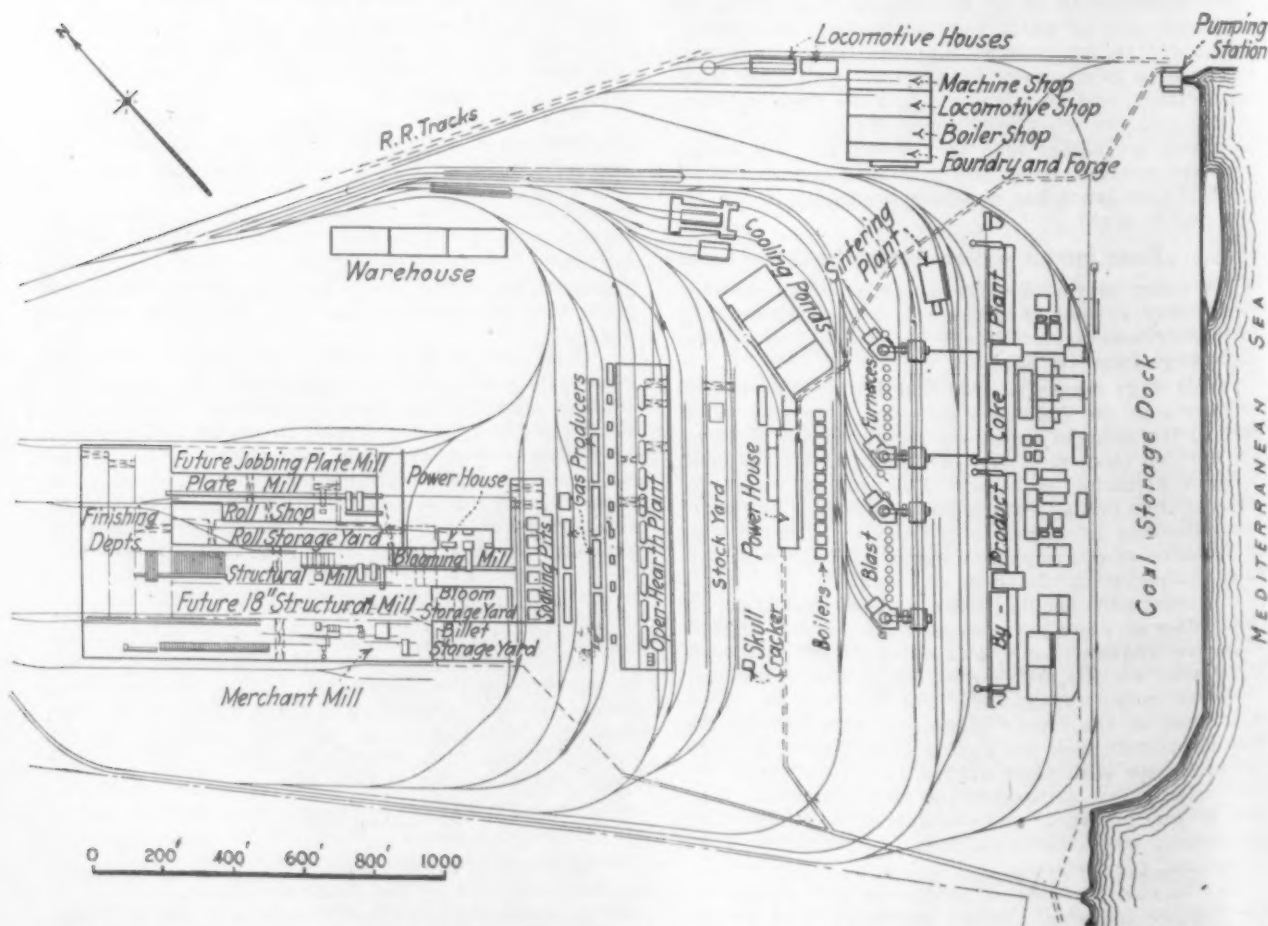 N
Locomotive Houses
Pumping
Station
Machine Shop
Locomotive Shop
Boiler Shop
Foundry and Forge
R.R. Tracks
Warehouse
Cooling Ponds
Sintering
Plant
Future Jobbing Plate Mill
Plate Mill
Power House
Roll Shop
Finishing
Depts.
Roll Storage Yard
Blooming Mill
Structural Mill
Future 18" Structural Mill
Bloom
Storage Yard
Billet
Storage Yard
Merchant Mill
Soaking Pits
Gas Producers
Open-Hearth Plant
Stock Yard
Skull
Cracker
Power House
Boilers
Blast Furnaces
By-Product Coke Plant
Coal Storage Dock
MEDITERRANEAN SEA
0 200' 400' 600' 800' 1000